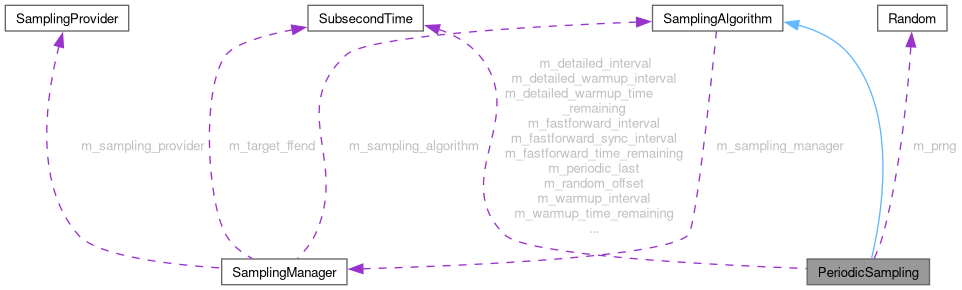 SamplingProvider
SubsecondTime
SamplingAlgorithm
Random
m_detailed_interval
m_detailed_warmup_interval
m_detailed_warmup_time
_remaining
m_fastforward_interval
m_fastforward_sync_interval
m_fastforward_time_remaining
m_periodic_last
m_random_offset
m_warmup_interval
m_warmup_time_remaining
...
m_sampling_provider
m_target_ffend
m_sampling_algorithm
m_sampling_manager
m_prng
SamplingManager
PeriodicSampling